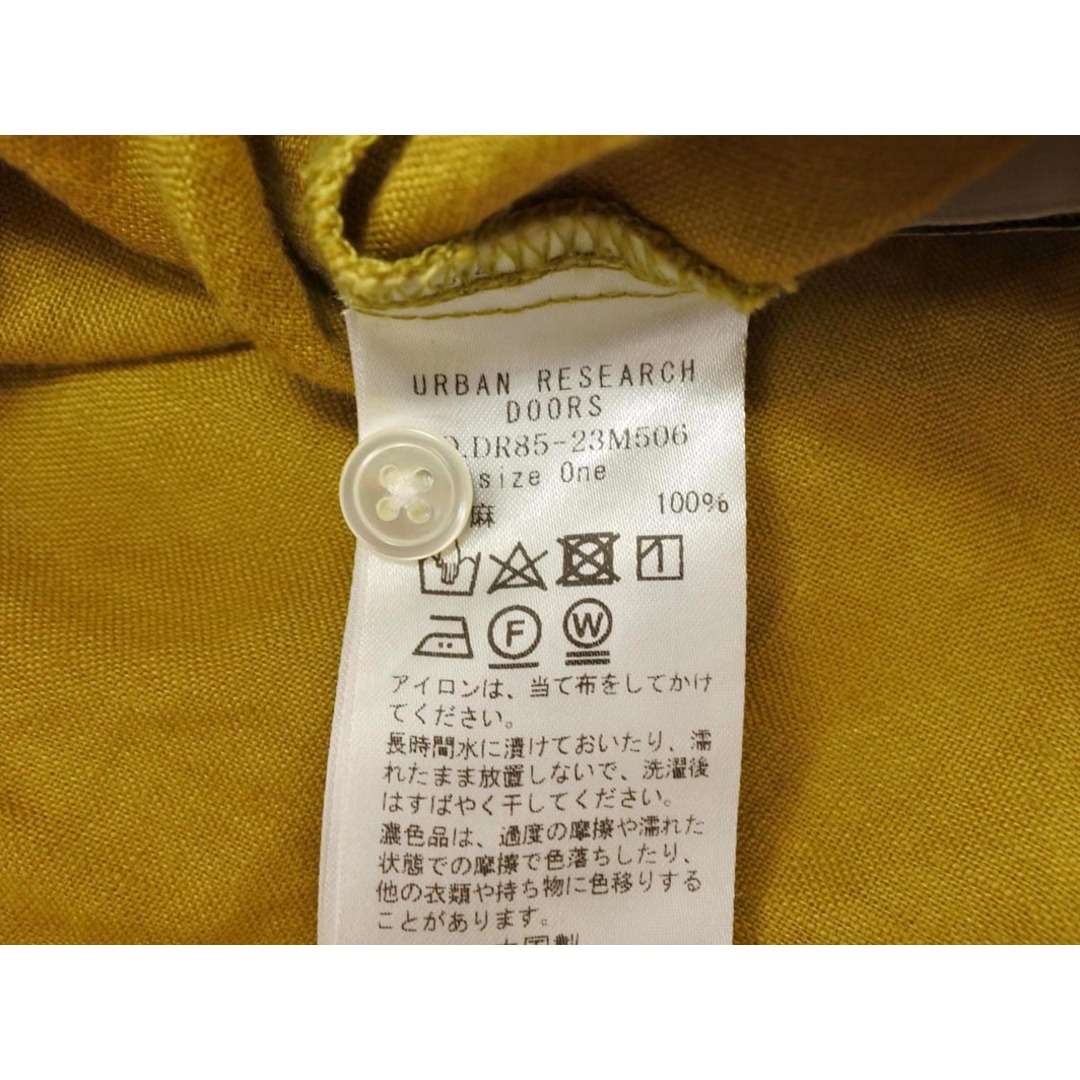 URBAN RESEARCH
DOORS
.DR85-23M506
size One
麻 100%
F W
アイロンは、当て布をしてかけ
てください。
長時間水に漬けておいたり、濡
れたまま放置しないで、洗濯後
はすばやく干してください。
濃色品は、過度の摩擦や濡れた
状態での摩擦で色落ちしたり、
他の衣類や持ち物に色移りする
ことがあります。